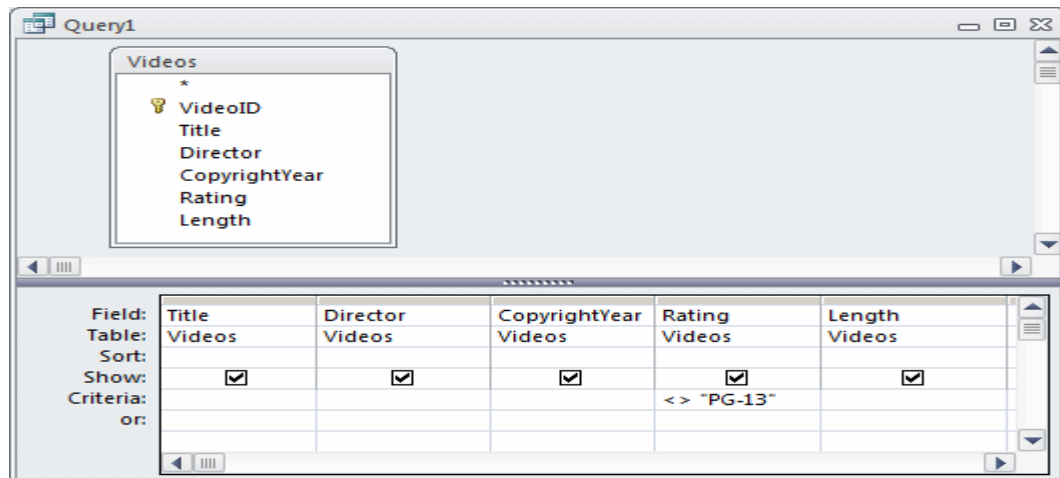 Query1
Videos
*
VideoID
Title
Director
CopyrightYear
Rating
Length
Field: Title Director CopyrightYear Rating Length
Table: Videos Videos Videos Videos Videos
Sort:
Show:
Criteria: <> "PG-13"
or: